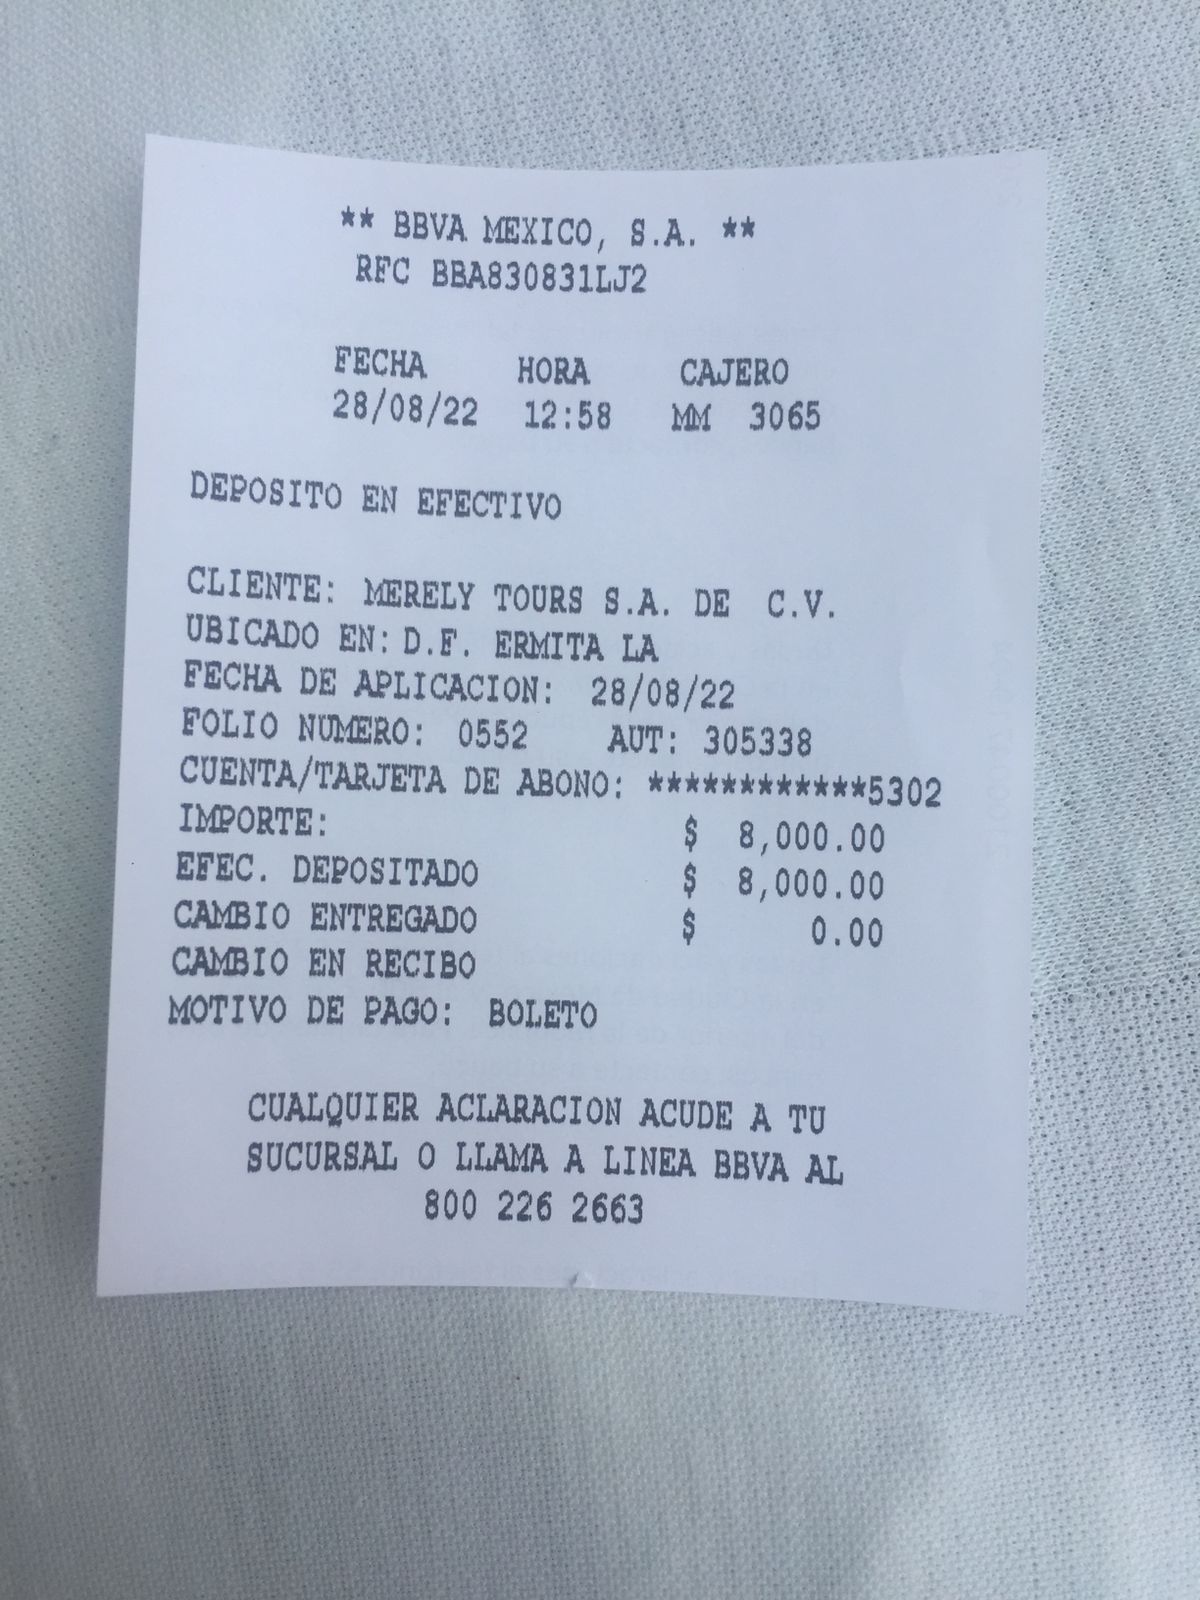 ** BBVA MEXICO, S.A. **
RFC BBA830831LJ2
FECHA HORA CAJERO
28/08/22 12:58 MM 3065
DEPOSITO EN EFECTIVO
CLIENTE: MERELY TOURS S.A. DE C.V.
UBICADO EN: D.F. ERMITA LA
FECHA DE APLICACION: 28/08/22
FOLIO NUMERO: 0552 AUT: 305338
CUENTA/TARJETA DE ABONO: ************5302
IMPORTE: $ 8,000.00
EFEC. DEPOSITADO $ 8,000.00
CAMBIO ENTREGADO $ 0.00
CAMBIO EN RECIBO
MOTIVO DE PAGO: BOLETO
CUALQUIER ACLARACION ACUDE A TU
SUCURSAL O LLAMA A LINEA BBVA AL
800 226 2663